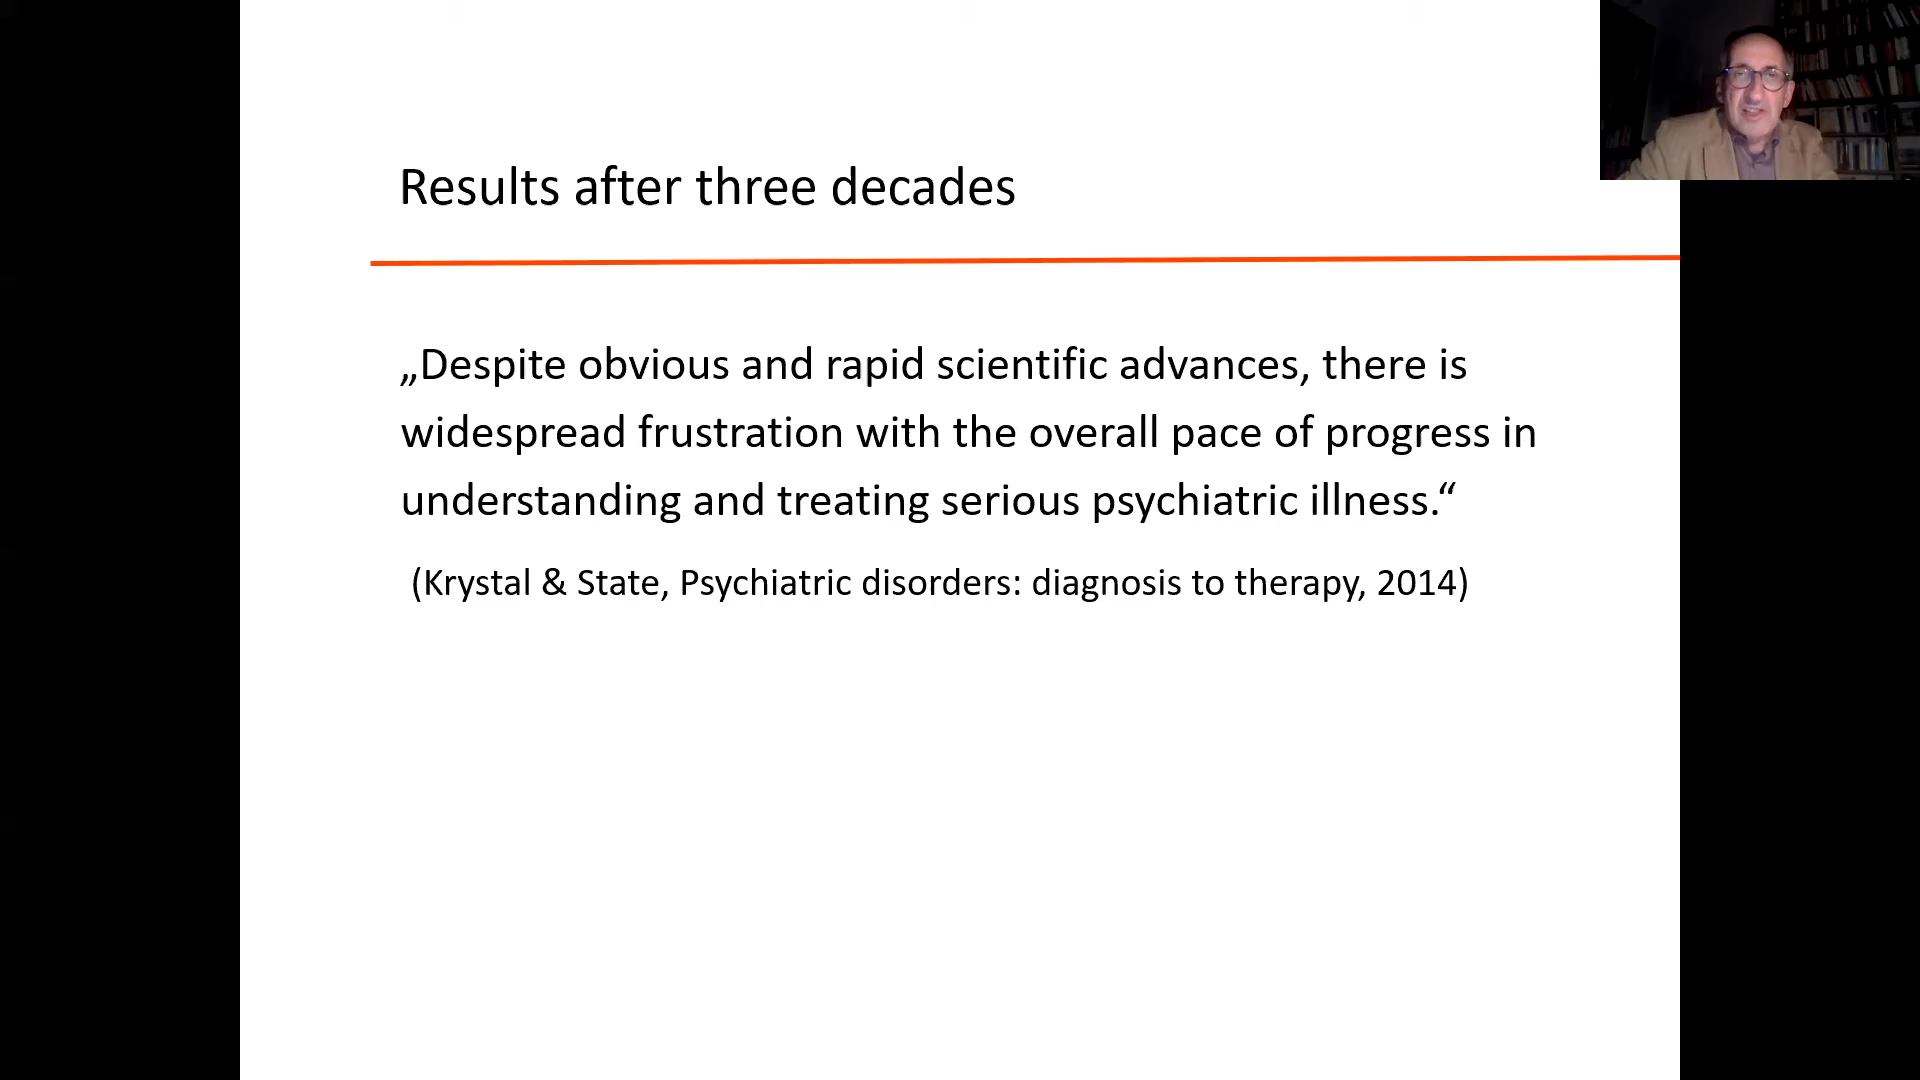 Results after three decades
„Despite obvious and rapid scientific advances, there is
widespread frustration with the overall pace of progress in
understanding and treating serious psychiatric illness.“
(Krystal & State, Psychiatric disorders: diagnosis to therapy, 2014)